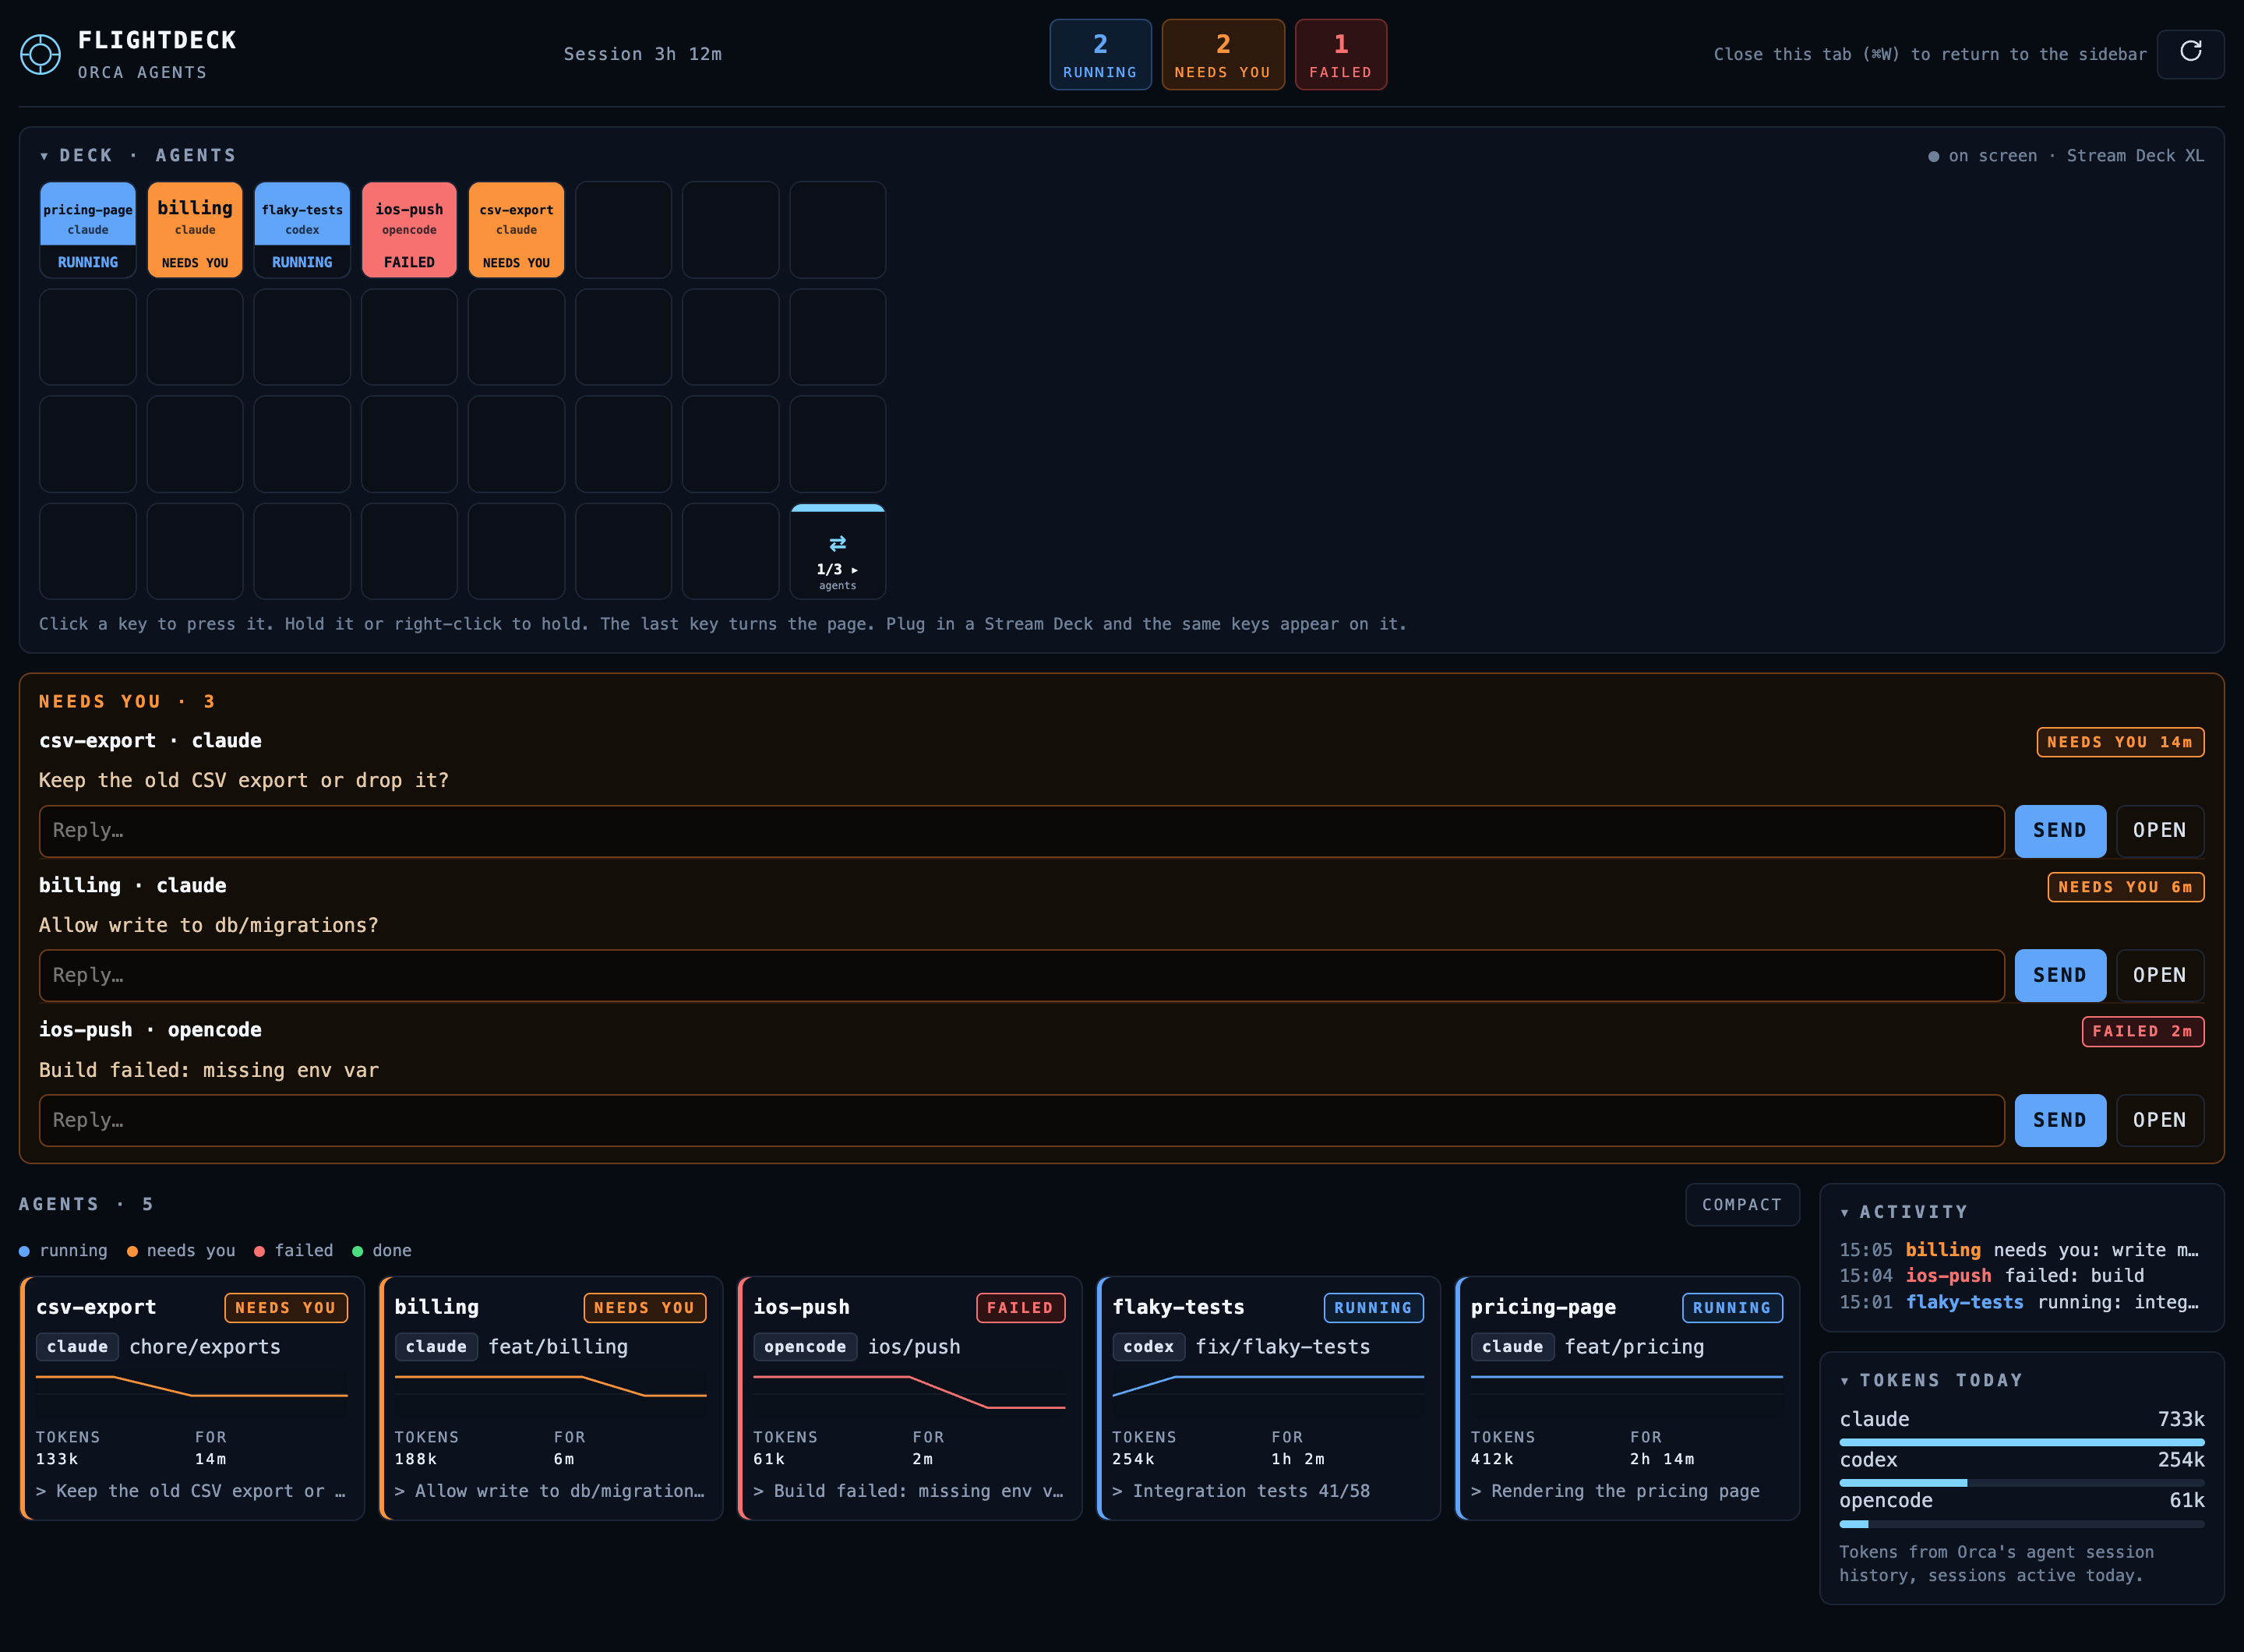 FLIGHTDECK
ORCA AGENTS
Session 3h 12m
2
RUNNING
2
NEEDS YOU
1
FAILED
Close this tab (⌘W) to return to the sidebar
▾ DECK · AGENTS
● on screen · Stream Deck XL
pricing-page
claude
RUNNING
billing
claude
NEEDS YOU
flaky-tests
codex
RUNNING
ios-push
opencode
FAILED
csv-export
claude
NEEDS YOU
⇄
1/3 ▸
agents
Click a key to press it. Hold it or right-click to hold. The last key turns the page. Plug in a Stream Deck and the same keys appear on it.
NEEDS YOU · 3
csv-export · claude
NEEDS YOU 14m
Keep the old CSV export or drop it?
Reply…
SEND
OPEN
billing · claude
NEEDS YOU 6m
Allow write to db/migrations?
Reply…
SEND
OPEN
ios-push · opencode
FAILED 2m
Build failed: missing env var
Reply…
SEND
OPEN
AGENTS · 5
COMPACT
running
needs you
failed
done
csv-export
NEEDS YOU
claude chore/exports
TOKENS FOR
133k 14m
> Keep the old CSV export or …
billing
NEEDS YOU
claude feat/billing
TOKENS FOR
188k 6m
> Allow write to db/migration…
ios-push
FAILED
opencode ios/push
TOKENS FOR
61k 2m
> Build failed: missing env v…
flaky-tests
RUNNING
codex fix/flaky-tests
TOKENS FOR
254k 1h 2m
> Integration tests 41/58
pricing-page
RUNNING
claude feat/pricing
TOKENS FOR
412k 2h 14m
> Rendering the pricing page
▾ ACTIVITY
15:05 billing needs you: write m…
15:04 ios-push failed: build
15:01 flaky-tests running: integ…
▾ TOKENS TODAY
claude 733k
codex 254k
opencode 61k
Tokens from Orca's agent session
history, sessions active today.